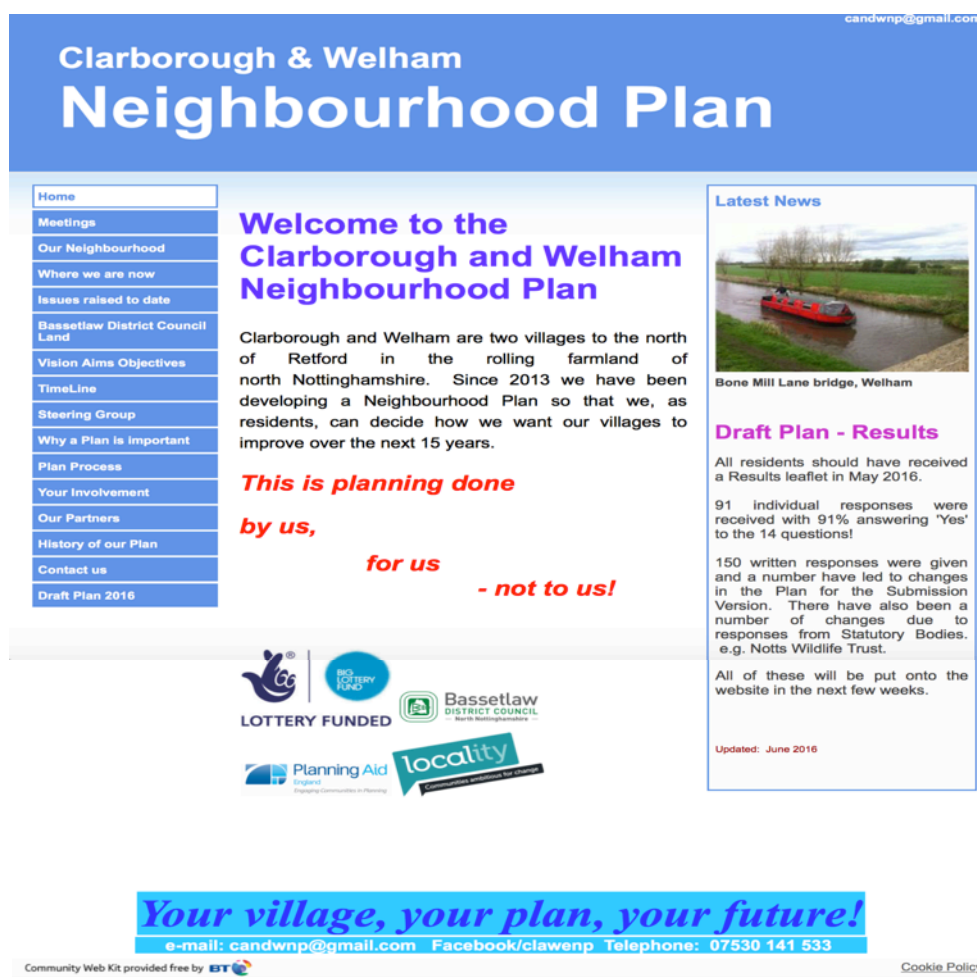 candwnp@gmail.com
Clarborough & Welham
Neighbourhood Plan
Home
Meetings
Our Neighbourhood
Where we are now
Issues raised to date
Bassetlaw District Council
Land
Vision Aims Objectives
TimeLine
Steering Group
Why a Plan is important
Plan Process
Your Involvement
Our Partners
History of our Plan
Contact us
Draft Plan 2016
Welcome to the
Clarborough and Welham
Neighbourhood Plan
Clarborough and Welham are two villages to the north
of Retford in the rolling farmland of
north Nottinghamshire. Since 2013 we have been
developing a Neighbourhood Plan so that we, as
residents, can decide how we want our villages to
improve over the next 15 years.
This is planning done
by us,
for us
- not to us!
BIG
LOTTERY
FUND
LOTTERY FUNDED
Bassetlaw
DISTRICT COUNCIL
North Nottinghamshire
Planning Aid
England
Engaging Communities in Planning
locality
Communities ambitious for change
Latest News
Bone Mill Lane bridge, Welham
Draft Plan - Results
All residents should have received
a Results leaflet in May 2016.
91 individual responses were
received with 91% answering 'Yes'
to the 14 questions!
150 written responses were given
and a number have led to changes
in the Plan for the Submission
Version. There have also been a
number of changes due to
responses from Statutory Bodies.
e.g. Notts Wildlife Trust.
All of these will be put onto the
website in the next few weeks.
Updated: June 2016
Your village, your plan, your future!
e-mail: candwnp@gmail.com Facebook/clawenp Telephone: 07530 141 533
Community Web Kit provided free by BT
Cookie Policy